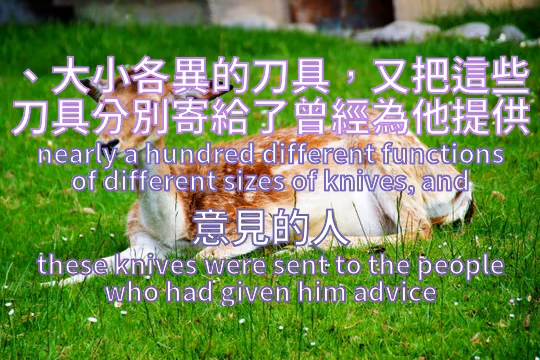 、大小各異的刀具，又把這些
刀具分別寄給了曾經為他提供
nearly a hundred different functions
of different sizes of knives, and
意見的人
these knives were sent to the people
who had given him advice